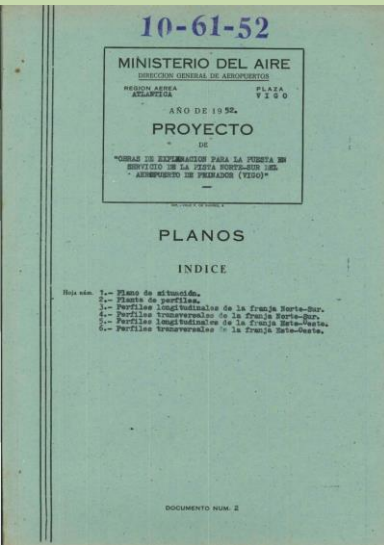 10-61-52
MINISTERIO DEL AIRE
DIRECCION GENERAL DE AEROPUERTOS
REGION AEREA
ATLANTICA
PLAZA
VIGO
AÑO DE 1952.
PROYECTO
DE
"OBRAS DE EXPLANACION PARA LA PUESTA EN
SERVICIO DE LA PISTA NORTE-SUR DEL
AEROPUERTO DE PEINADOR (VIGO)"
PLANOS
INDICE
Hoja núm. 1.- Plano de situación.
2.- Planta de perfiles.
3.- Perfiles longitudinales de la franja Norte-Sur.
4.- Perfiles transversales de la franja Norte-Sur.
5.- Perfiles longitudinales de la franja Este-Oeste.
6.- Perfiles transversales de la franja Este-Oeste.
DOCUMENTO NUM. 2